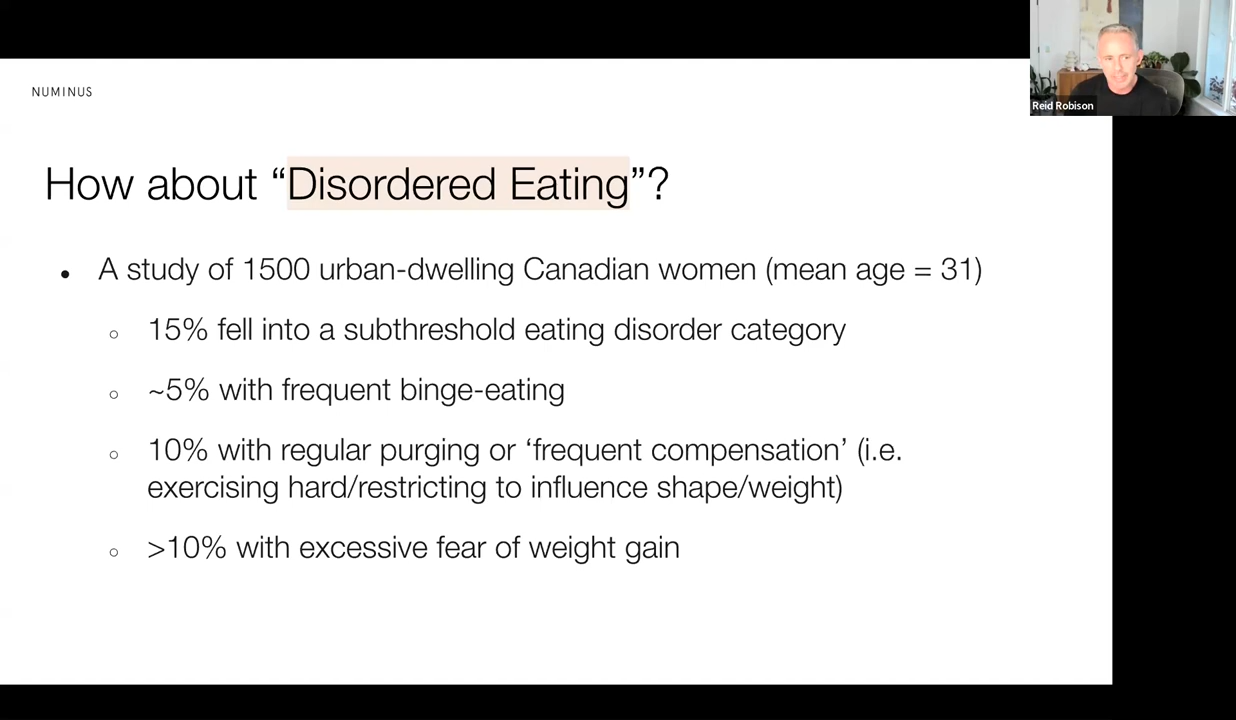 Reid Robison
NUMINUS
How about “Disordered Eating”?
● A study of 1500 urban-dwelling Canadian women (mean age = 31)
○ 15% fell into a subthreshold eating disorder category
○ ~5% with frequent binge-eating
○ 10% with regular purging or ‘frequent compensation’ (i.e.
exercising hard/restricting to influence shape/weight)
○ >10% with excessive fear of weight gain